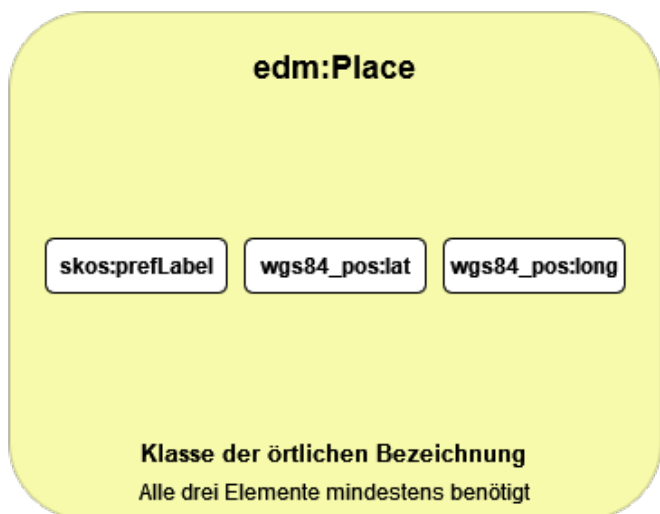 edm:Place
skos:prefLabel wgs84_pos:lat wgs84_pos:long
Klasse der örtlichen Bezeichnung
Alle drei Elemente mindestens benötigt